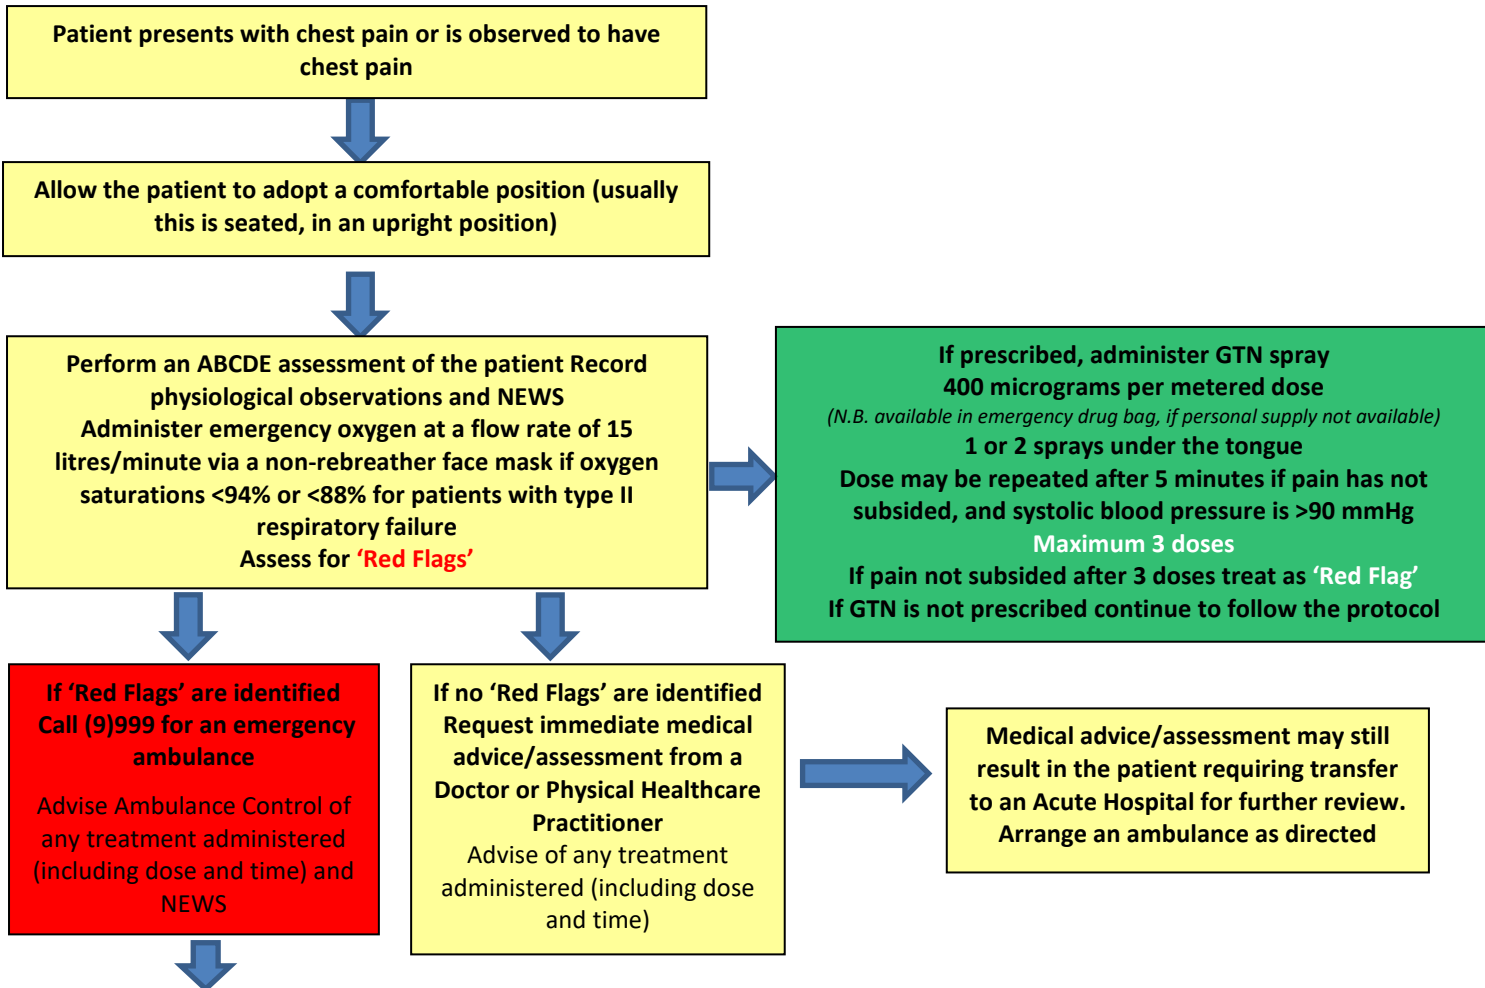 Patient presents with chest pain or is observed to have
chest pain
Allow the patient to adopt a comfortable position (usually
this is seated, in an upright position)
Perform an ABCDE assessment of the patient Record
physiological observations and NEWS
Administer emergency oxygen at a flow rate of 15
litres/minute via a non-rebreather face mask if oxygen
saturations <94% or <88% for patients with type II
respiratory failure
Assess for ‘Red Flags’
If prescribed, administer GTN spray
400 micrograms per metered dose
(N.B. available in emergency drug bag, if personal supply not available)
1 or 2 sprays under the tongue
Dose may be repeated after 5 minutes if pain has not
subsided, and systolic blood pressure is >90 mmHg
Maximum 3 doses
If pain not subsided after 3 doses treat as ‘Red Flag’
If GTN is not prescribed continue to follow the protocol
If ‘Red Flags’ are identified
Call (9)999 for an emergency
ambulance
Advise Ambulance Control of
any treatment administered
(including dose and time) and
NEWS
If no ‘Red Flags’ are identified
Request immediate medical
advice/assessment from a
Doctor or Physical Healthcare
Practitioner
Advise of any treatment
administered (including dose
and time)
Medical advice/assessment may still
result in the patient requiring transfer
to an Acute Hospital for further review.
Arrange an ambulance as directed